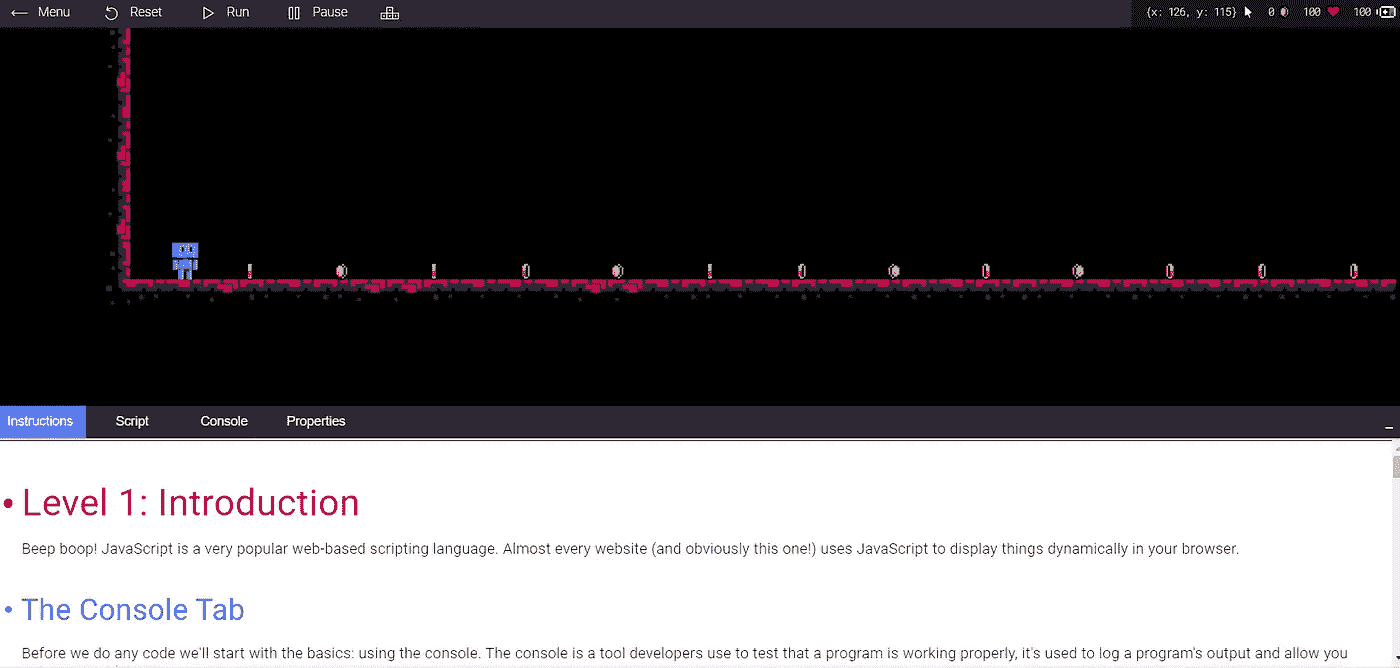 Menu Reset Run Pause {x: 126, y: 115} 0 100 100
Instructions Script Console Properties
• Level 1: Introduction
Beep boop! JavaScript is a very popular web-based scripting language. Almost every website (and obviously this one!) uses JavaScript to display things dynamically in your browser.
• The Console Tab
Before we do any code we'll start with the basics: using the console. The console is a tool developers use to test that a program is working properly, it's used to log a program's output and allow you